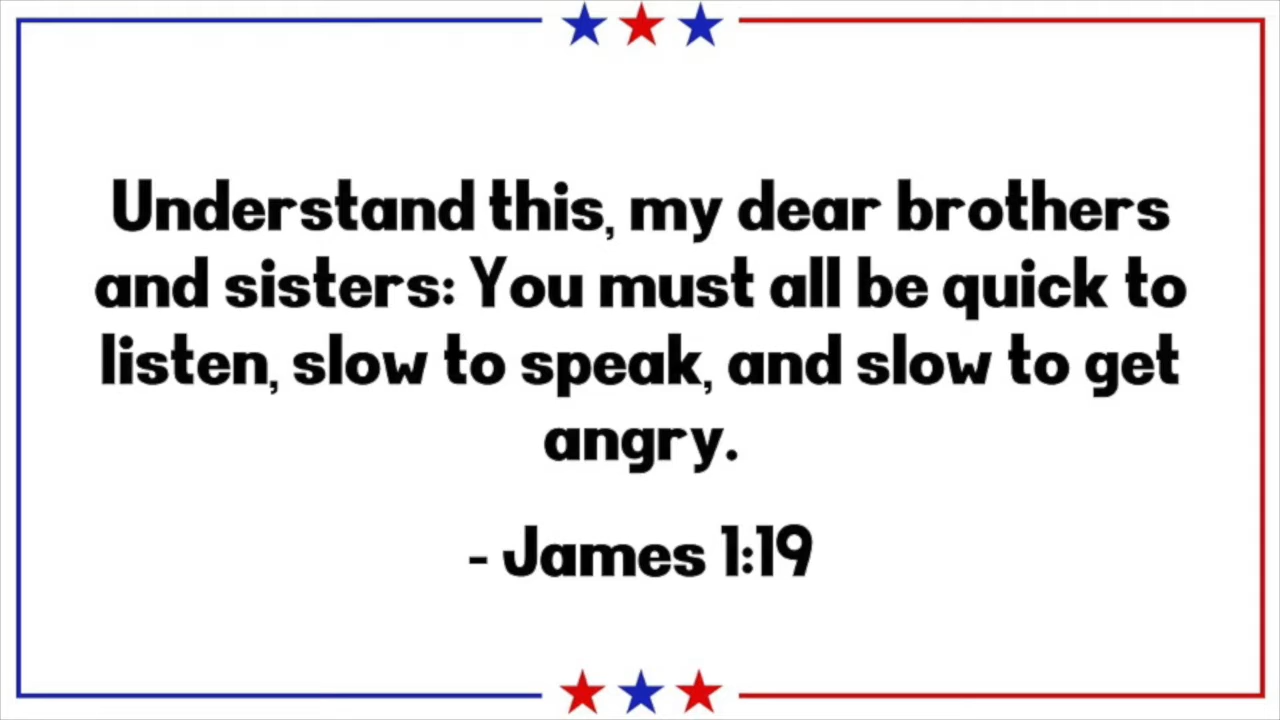 Understand this, my dear brothers
and sisters: You must all be quick to
listen, slow to speak, and slow to get
angry.
- James 1:19